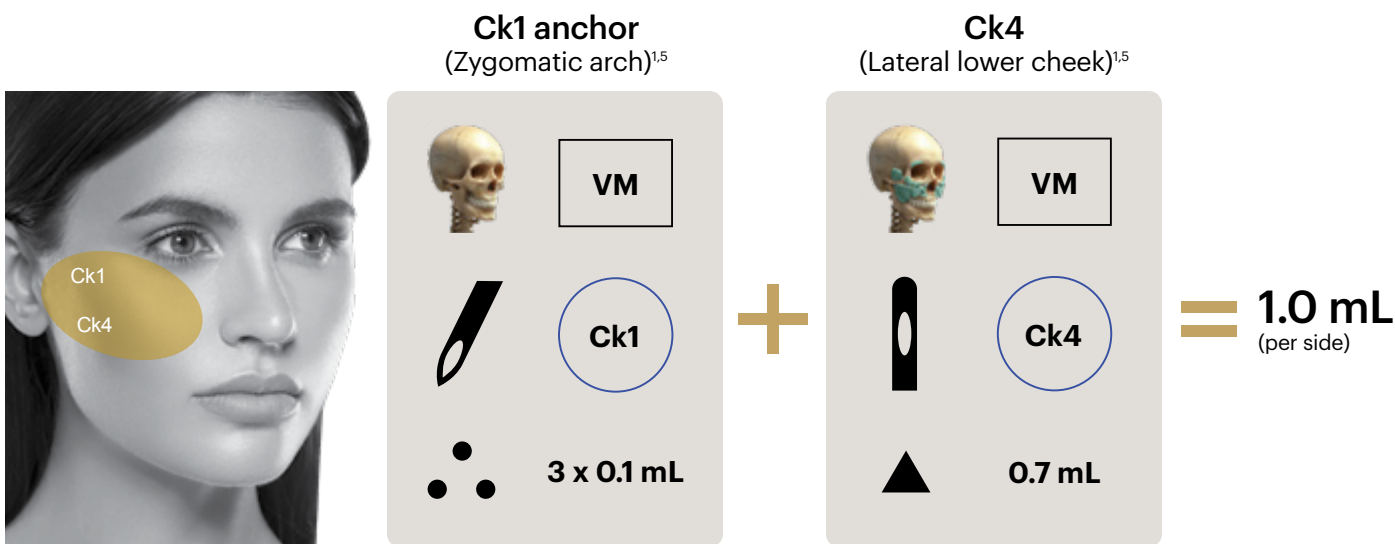 Ck1 anchor
(Zygomatic arch)1,5
Ck4
(Lateral lower cheek)1,5
Ck1
Ck4
VM
Ck1
3 x 0.1 mL
VM
Ck4
0.7 mL
+
=
1.0 mL
(per side)